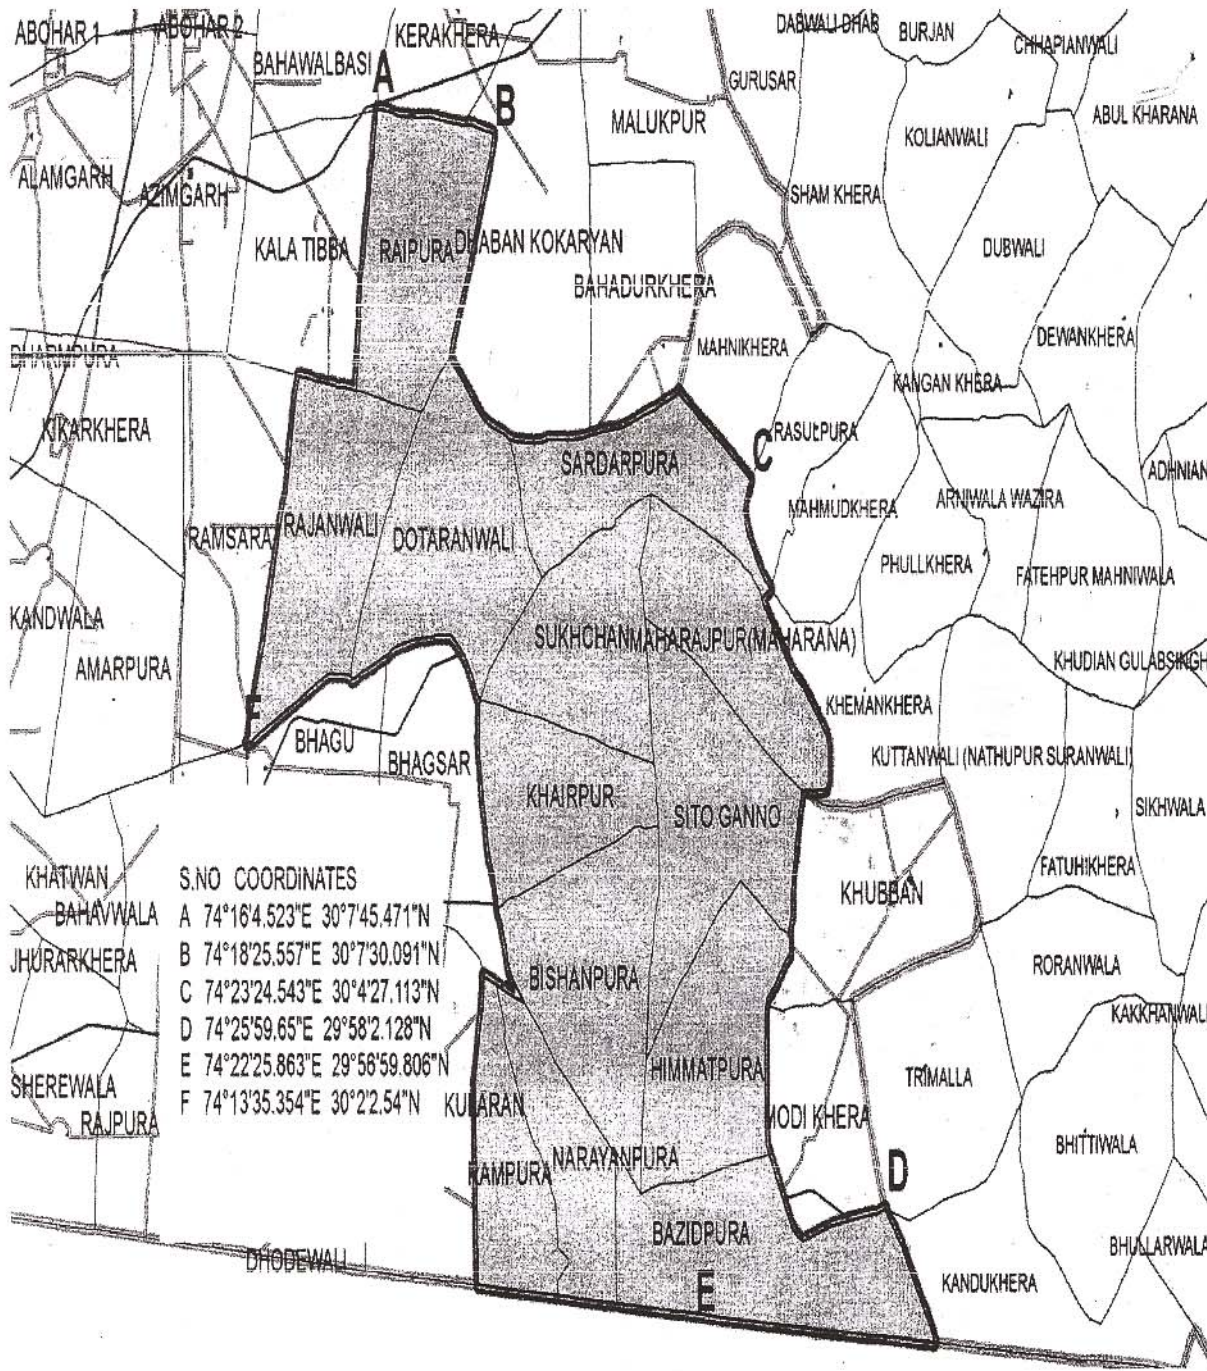 ABOHAR 1
ABOHAR 2
KERAKHERA
DABWALI DHAB
BURJAN
CHHAPIANWALI
BAHAWALBASI
A
GURUSAR
B
MALUKPUR
KOLIANWALI
ABUL KHARANA
ALAMGARH
AZIMGARH
SHAM KHERA
KALA TIBBA
RAIPURA
DHABAN KOKARYAN
DUBWALI
BAHADURKHERA
DHARMPURA
MAHNIKHERA
DEWANKHERA
KANGAN KHERA
KIKARKHERA
RASULPURA
C
SARDARPURA
ADHNIAN
MAHMUDKHERA
ARNIWALA WAZIRA
RAMSARA
RAJANWALI
DOTARANWALI
PHULLKHERA
FATEHPUR MAHNIWALA
KANDWALA
SUKHCHAN
MAHARAJPUR(MAHARANA)
AMARPURA
KHUDIAN GULABSINGH
F
KHEMANKHERA
BHAGU
BHAGSAR
KUTTANWALI (NATHUPUR SURANWALI)
KHAIRPUR
SITO GANNO
SIKHWALA
FATUHIKHERA
KHATWAN
KHUBBAN
BAHAVWALA
JHURARKHERA
S.NO COORDINATES
A 74°16'4.523"E 30°7'45.471"N
B 74°18'25.557"E 30°7'30.091"N
C 74°23'24.543"E 30°4'27.113"N
D 74°25'59.65"E 29°58'2.128"N
E 74°22'25.863"E 29°56'59.806"N
F 74°13'35.354"E 30°2'2.54"N
BISHANPURA
RORANWALA
KAKKHANWALI
HIMMATPURA
TRIMALLA
SHEREWALA
RAJPURA
KULARAN
MODI KHERA
BHITTIWALA
RAMPURA
NARAYANPURA
D
BAZIDPURA
BHULLARWALA
DHODEWALI
E
KANDUKHERA